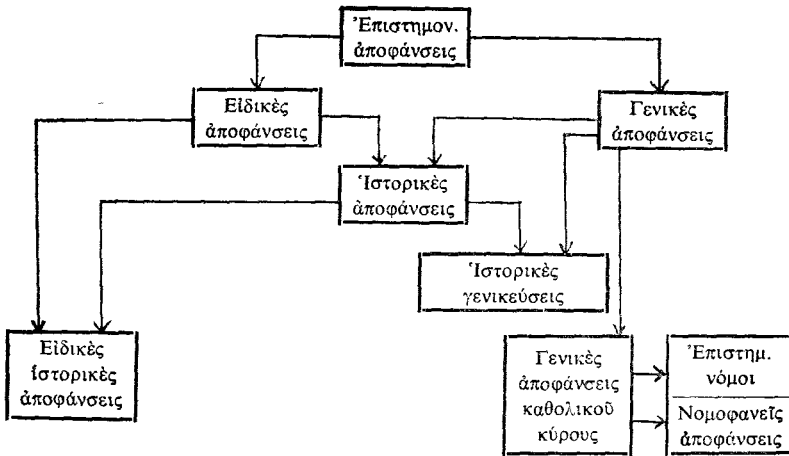 Ἐπιστημον.
ἀποφάνσεις
Εἰδικὲς
ἀποφάνσεις
Γενικὲς
ἀποφάνσεις
Ἱστορικὲς
ἀποφάνσεις
Ἱστορικὲς
γενικεύσεις
Εἰδικὲς
ἱστορικὲς
ἀποφάνσεις
Γενικὲς
ἀποφάνσεις
καθολικοῦ
κύρους
Ἐπιστημ.
νόμοι
Νομοφανεῖς
ἀποφάνσεις